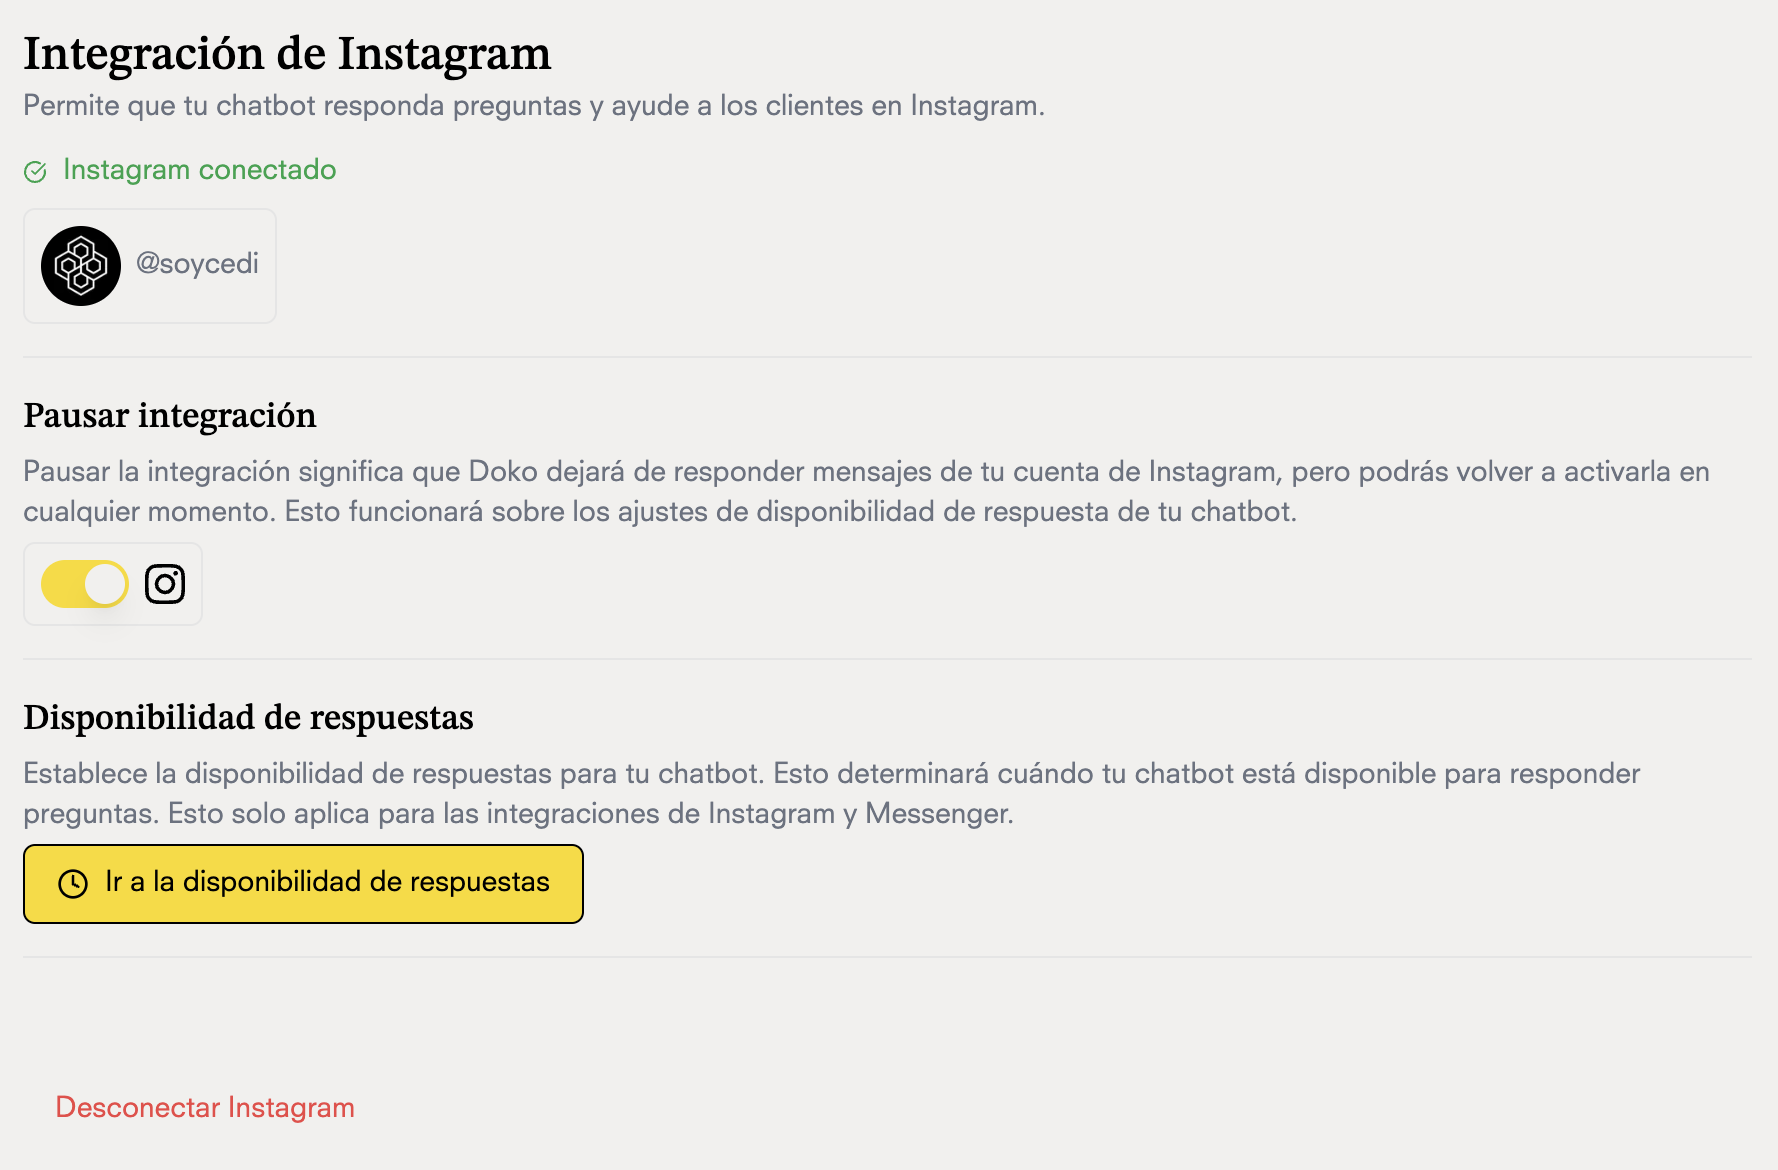 Integración de Instagram
Permite que tu chatbot responda preguntas y ayude a los clientes en Instagram.
Instagram conectado
@soycedi
Pausar integración
Pausar la integración significa que Doko dejará de responder mensajes de tu cuenta de Instagram, pero podrás volver a activarla en
cualquier momento. Esto funcionará sobre los ajustes de disponibilidad de respuesta de tu chatbot.
Disponibilidad de respuestas
Establece la disponibilidad de respuestas para tu chatbot. Esto determinará cuándo tu chatbot está disponible para responder
preguntas. Esto solo aplica para las integraciones de Instagram y Messenger.
Ir a la disponibilidad de respuestas
Desconectar Instagram